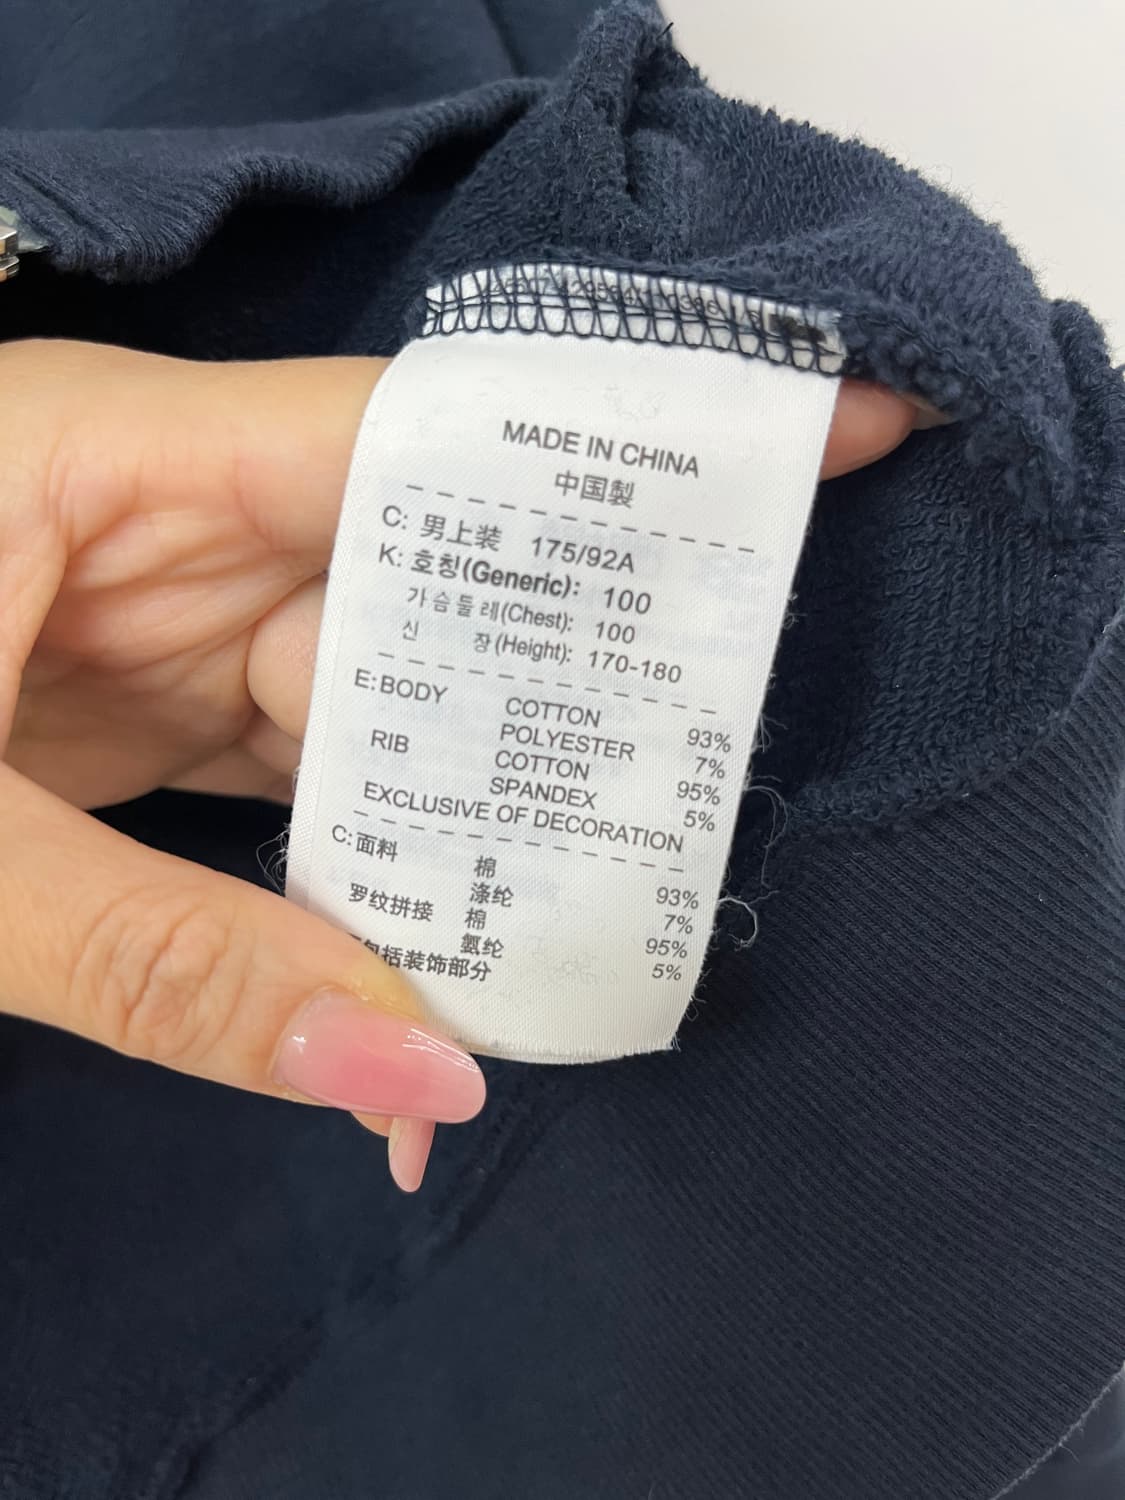 MADE IN CHINA
中国製
C: 男上装 175/92A
K: 호칭(Generic): 100
가슴둘레(Chest): 100
신 장(Height): 170-180
E: BODY COTTON 93%
POLYESTER 7%
RIB COTTON 95%
SPANDEX 5%
EXCLUSIVE OF DECORATION
C: 面料 棉 93%
涤纶 7%
罗纹拼接 棉 95%
氨纶 5%
包括装饰部分